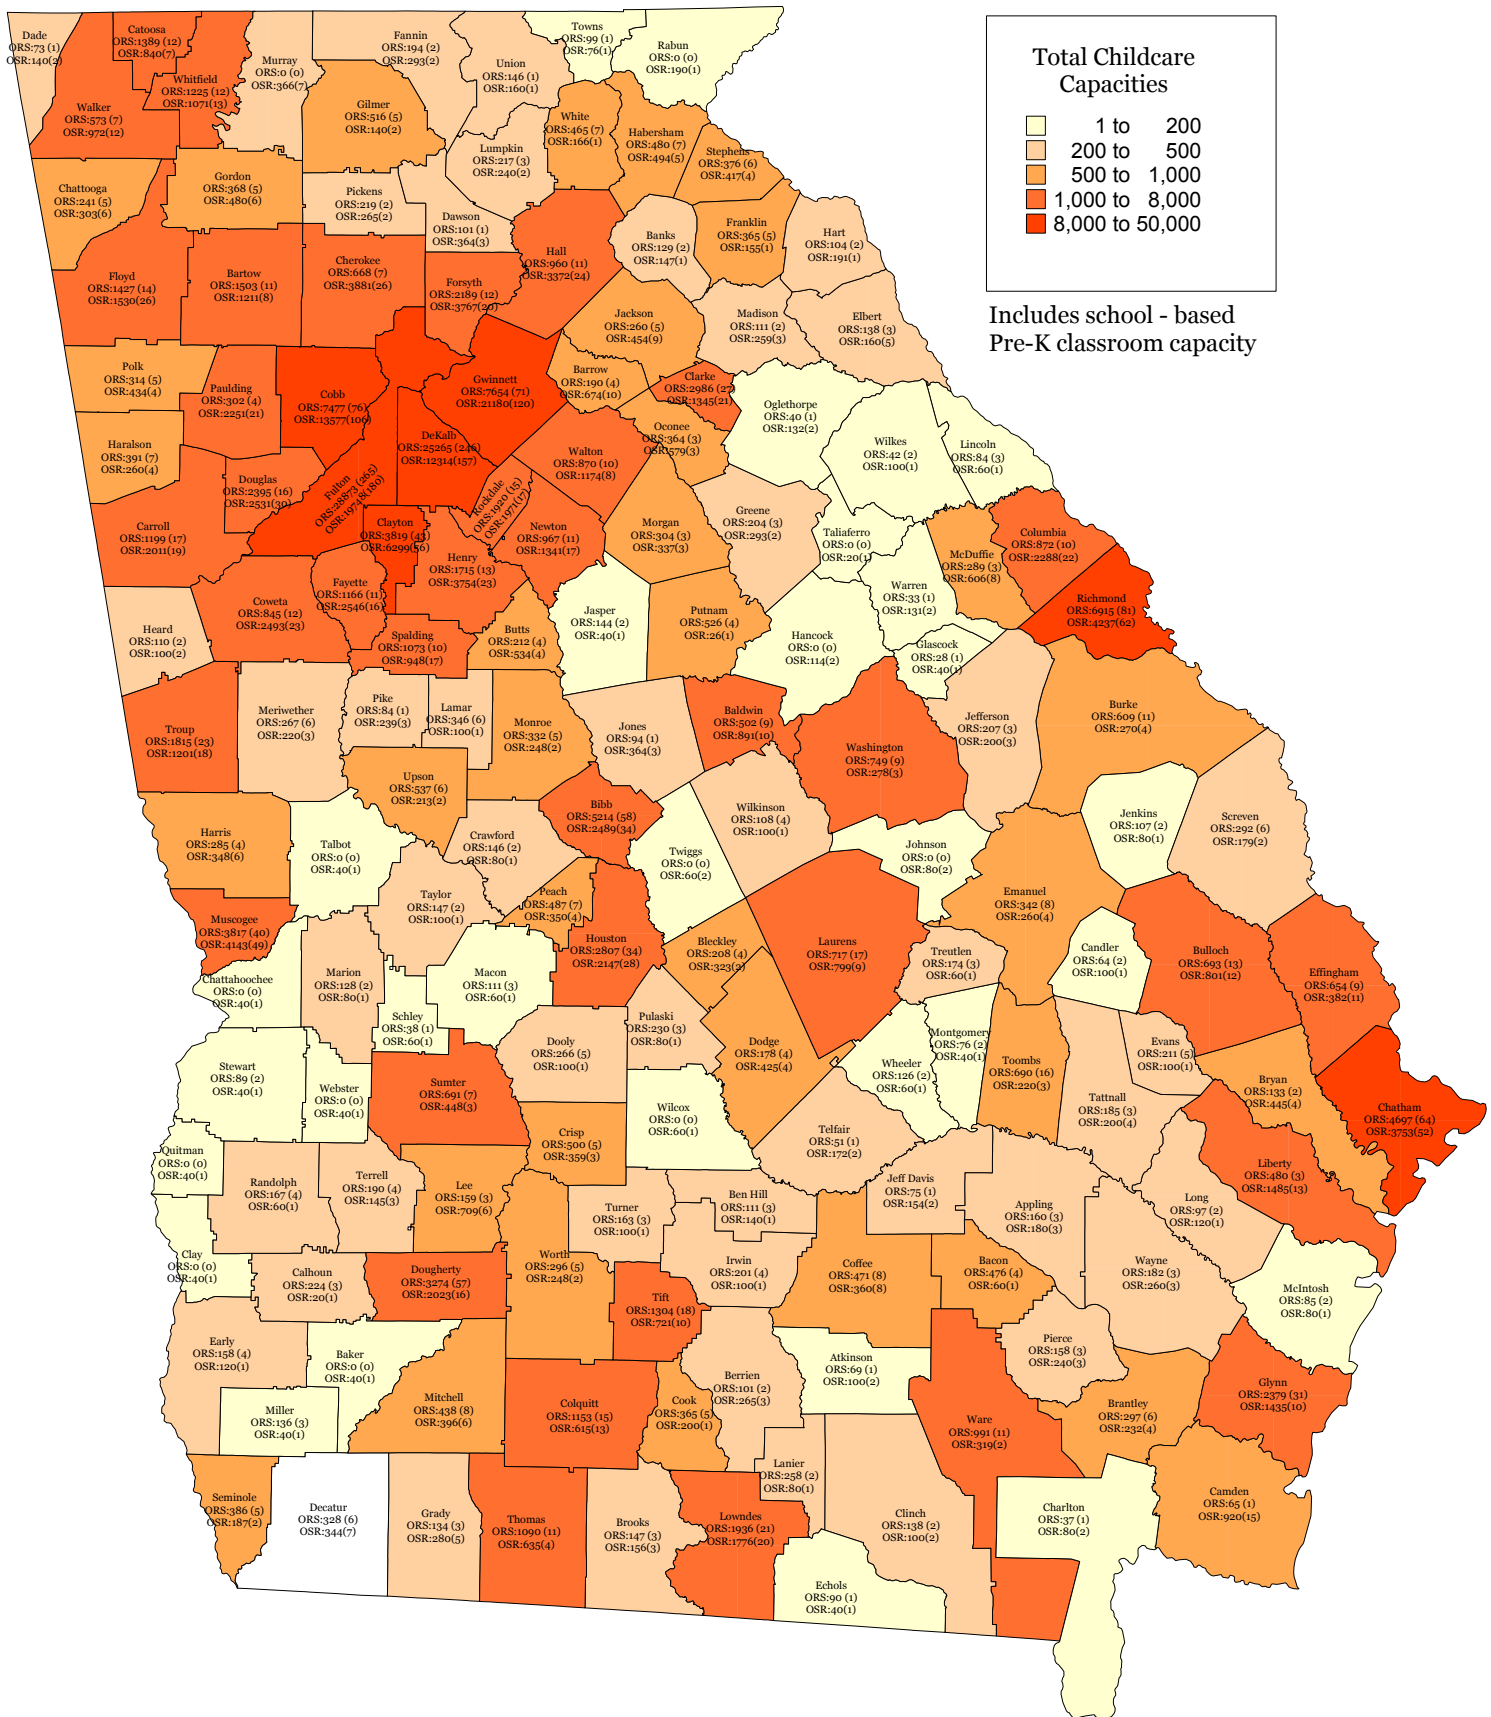 Total Childcare
Capacities
1 to 200
200 to 500
500 to 1,000
1,000 to 8,000
8,000 to 50,000
Includes school - based
Pre-K classroom capacity
Dade
ORS:73 (1)
OSR:140(2)
Catoosa
ORS:1389 (12)
OSR:840(7)
Walker
ORS:573 (7)
OSR:972(12)
Whitfield
ORS:1225 (12)
OSR:1071(13)
Murray
ORS:0 (0)
OSR:366(7)
Fannin
ORS:194 (2)
OSR:293(2)
Gilmer
ORS:516 (5)
OSR:140(2)
Union
ORS:146 (1)
OSR:160(1)
Towns
ORS:99 (1)
OSR:76(1)
Rabun
ORS:0 (0)
OSR:190(1)
White
ORS:465 (7)
OSR:166(1)
Habersham
ORS:480 (7)
OSR:494(5)
Stephens
ORS:376 (6)
OSR:417(4)
Lumpkin
ORS:217 (3)
OSR:240(2)
Chattooga
ORS:241 (5)
OSR:303(6)
Gordon
ORS:368 (5)
OSR:480(6)
Pickens
ORS:219 (2)
OSR:265(2)
Dawson
ORS:101 (1)
OSR:364(3)
Hall
ORS:960 (11)
OSR:3372(24)
Banks
ORS:129 (2)
OSR:147(1)
Franklin
ORS:365 (5)
OSR:155(1)
Hart
ORS:104 (2)
OSR:191(1)
Floyd
ORS:1427 (14)
OSR:1530(26)
Bartow
ORS:1503 (11)
OSR:1211(8)
Cherokee
ORS:668 (7)
OSR:3881(26)
Forsyth
ORS:2189 (12)
OSR:3767(20)
Jackson
ORS:260 (5)
OSR:454(9)
Madison
ORS:111 (2)
OSR:259(3)
Elbert
ORS:138 (3)
OSR:160(5)
Polk
ORS:314 (5)
OSR:434(4)
Paulding
ORS:302 (4)
OSR:2251(21)
Cobb
ORS:7477 (76)
OSR:13577(106)
Gwinnett
ORS:7654 (71)
OSR:21180(120)
Barrow
ORS:190 (4)
OSR:674(10)
Clarke
ORS:2986 (27)
OSR:1345(21)
Oglethorpe
ORS:40 (1)
OSR:132(2)
Wilkes
ORS:42 (2)
OSR:100(1)
Lincoln
ORS:84 (3)
OSR:60(1)
Haralson
ORS:391 (7)
OSR:260(4)
Douglas
ORS:2395 (16)
OSR:2531(30)
Fulton
ORS:28873 (265)
OSR:19748(180)
DeKalb
ORS:25265 (246)
OSR:12314(157)
Rockdale
ORS:1920 (15)
OSR:1971(17)
Walton
ORS:870 (10)
OSR:1174(8)
Oconee
ORS:364 (3)
OSR:579(3)
Carroll
ORS:1199 (17)
OSR:2011(19)
Clayton
ORS:3819 (43)
OSR:6299(56)
Henry
ORS:1715 (13)
OSR:3754(23)
Newton
ORS:967 (11)
OSR:1341(17)
Morgan
ORS:304 (3)
OSR:337(3)
Greene
ORS:204 (3)
OSR:293(2)
Taliaferro
ORS:0 (0)
OSR:20(1)
McDuffie
ORS:289 (3)
OSR:606(8)
Columbia
ORS:872 (10)
OSR:2288(22)
Warren
ORS:33 (1)
OSR:131(2)
Richmond
ORS:6915 (81)
OSR:4237(62)
Heard
ORS:110 (2)
OSR:100(2)
Coweta
ORS:845 (12)
OSR:2493(23)
Fayette
ORS:1166 (11)
OSR:2546(16)
Spalding
ORS:1073 (10)
OSR:948(17)
Butts
ORS:212 (4)
OSR:534(4)
Jasper
ORS:144 (2)
OSR:40(1)
Putnam
ORS:526 (4)
OSR:26(1)
Hancock
ORS:0 (0)
OSR:114(2)
Glascock
ORS:28 (1)
OSR:40(1)
Troup
ORS:1815 (23)
OSR:1201(18)
Meriwether
ORS:267 (6)
OSR:220(3)
Pike
ORS:84 (1)
OSR:239(3)
Lamar
ORS:346 (6)
OSR:100(1)
Monroe
ORS:332 (5)
OSR:248(2)
Jones
ORS:94 (1)
OSR:364(3)
Baldwin
ORS:502 (9)
OSR:891(10)
Washington
ORS:749 (9)
OSR:278(3)
Jefferson
ORS:207 (3)
OSR:200(3)
Burke
ORS:609 (11)
OSR:270(4)
Upson
ORS:537 (6)
OSR:213(2)
Harris
ORS:285 (4)
OSR:348(6)
Talbot
ORS:0 (0)
OSR:40(1)
Crawford
ORS:146 (2)
OSR:80(1)
Bibb
ORS:5214 (58)
OSR:2489(34)
Twiggs
ORS:0 (0)
OSR:60(2)
Wilkinson
ORS:108 (4)
OSR:100(1)
Johnson
ORS:0 (0)
OSR:80(2)
Jenkins
ORS:107 (2)
OSR:80(1)
Screven
ORS:292 (6)
OSR:179(2)
Muscogee
ORS:3817 (40)
OSR:4143(49)
Taylor
ORS:147 (2)
OSR:100(1)
Peach
ORS:487 (7)
OSR:350(4)
Houston
ORS:2807 (34)
OSR:2147(28)
Bleckley
ORS:208 (4)
OSR:323(2)
Laurens
ORS:717 (17)
OSR:799(9)
Emanuel
ORS:342 (8)
OSR:260(4)
Treutlen
ORS:174 (3)
OSR:60(1)
Candler
ORS:64 (2)
OSR:100(1)
Bulloch
ORS:693 (13)
OSR:801(12)
Effingham
ORS:654 (9)
OSR:382(11)
Chattahoochee
ORS:0 (0)
OSR:40(1)
Marion
ORS:128 (2)
OSR:80(1)
Schley
ORS:38 (1)
OSR:60(1)
Macon
ORS:111 (3)
OSR:60(1)
Dooly
ORS:266 (5)
OSR:100(1)
Pulaski
ORS:230 (3)
OSR:80(1)
Dodge
ORS:178 (4)
OSR:425(4)
Wheeler
ORS:126 (2)
OSR:60(1)
Montgomery
ORS:76 (2)
OSR:40(1)
Toombs
ORS:690 (16)
OSR:220(3)
Tattnall
ORS:185 (3)
OSR:200(4)
Evans
ORS:211 (5)
OSR:100(1)
Bryan
ORS:133 (2)
OSR:445(4)
Chatham
ORS:4697 (64)
OSR:3753(52)
Stewart
ORS:89 (2)
OSR:40(1)
Webster
ORS:0 (0)
OSR:40(1)
Sumter
ORS:691 (7)
OSR:448(3)
Crisp
ORS:500 (5)
OSR:359(3)
Wilcox
ORS:0 (0)
OSR:60(1)
Telfair
ORS:51 (1)
OSR:172(2)
Quitman
ORS:0 (0)
OSR:40(1)
Randolph
ORS:167 (4)
OSR:60(1)
Terrell
ORS:190 (4)
OSR:145(3)
Lee
ORS:159 (3)
OSR:709(6)
Turner
ORS:163 (3)
OSR:100(1)
Ben Hill
ORS:111 (3)
OSR:140(1)
Jeff Davis
ORS:75 (1)
OSR:154(2)
Appling
ORS:160 (3)
OSR:180(3)
Long
ORS:97 (2)
OSR:120(1)
Liberty
ORS:480 (3)
OSR:1485(13)
Clay
ORS:0 (0)
OSR:40(1)
Calhoun
ORS:224 (3)
OSR:20(1)
Dougherty
ORS:3274 (57)
OSR:2023(16)
Worth
ORS:296 (5)
OSR:248(2)
Tift
ORS:1304 (18)
OSR:721(10)
Irwin
ORS:201 (4)
OSR:100(1)
Coffee
ORS:471 (8)
OSR:360(8)
Bacon
ORS:476 (4)
OSR:60(1)
Wayne
ORS:182 (3)
OSR:260(3)
McIntosh
ORS:85 (2)
OSR:80(1)
Early
ORS:158 (4)
OSR:120(1)
Baker
ORS:0 (0)
OSR:40(1)
Miller
ORS:136 (3)
OSR:40(1)
Mitchell
ORS:438 (8)
OSR:396(6)
Colquitt
ORS:1153 (15)
OSR:615(13)
Cook
ORS:365 (5)
OSR:200(1)
Berrien
ORS:101 (2)
OSR:265(3)
Atkinson
ORS:69 (1)
OSR:100(2)
Ware
ORS:991 (11)
OSR:319(2)
Pierce
ORS:158 (3)
OSR:240(3)
Brantley
ORS:297 (6)
OSR:232(4)
Glynn
ORS:2379 (31)
OSR:1435(10)
Seminole
ORS:386 (5)
OSR:187(2)
Decatur
ORS:328 (6)
OSR:344(7)
Grady
ORS:134 (3)
OSR:280(5)
Thomas
ORS:1090 (11)
OSR:635(4)
Brooks
ORS:147 (3)
OSR:156(3)
Lowndes
ORS:1936 (21)
OSR:1776(20)
Lanier
ORS:258 (2)
OSR:80(1)
Clinch
ORS:138 (2)
OSR:100(2)
Echols
ORS:90 (1)
OSR:40(1)
Charlton
ORS:37 (1)
OSR:80(2)
Camden
ORS:65 (1)
OSR:920(15)